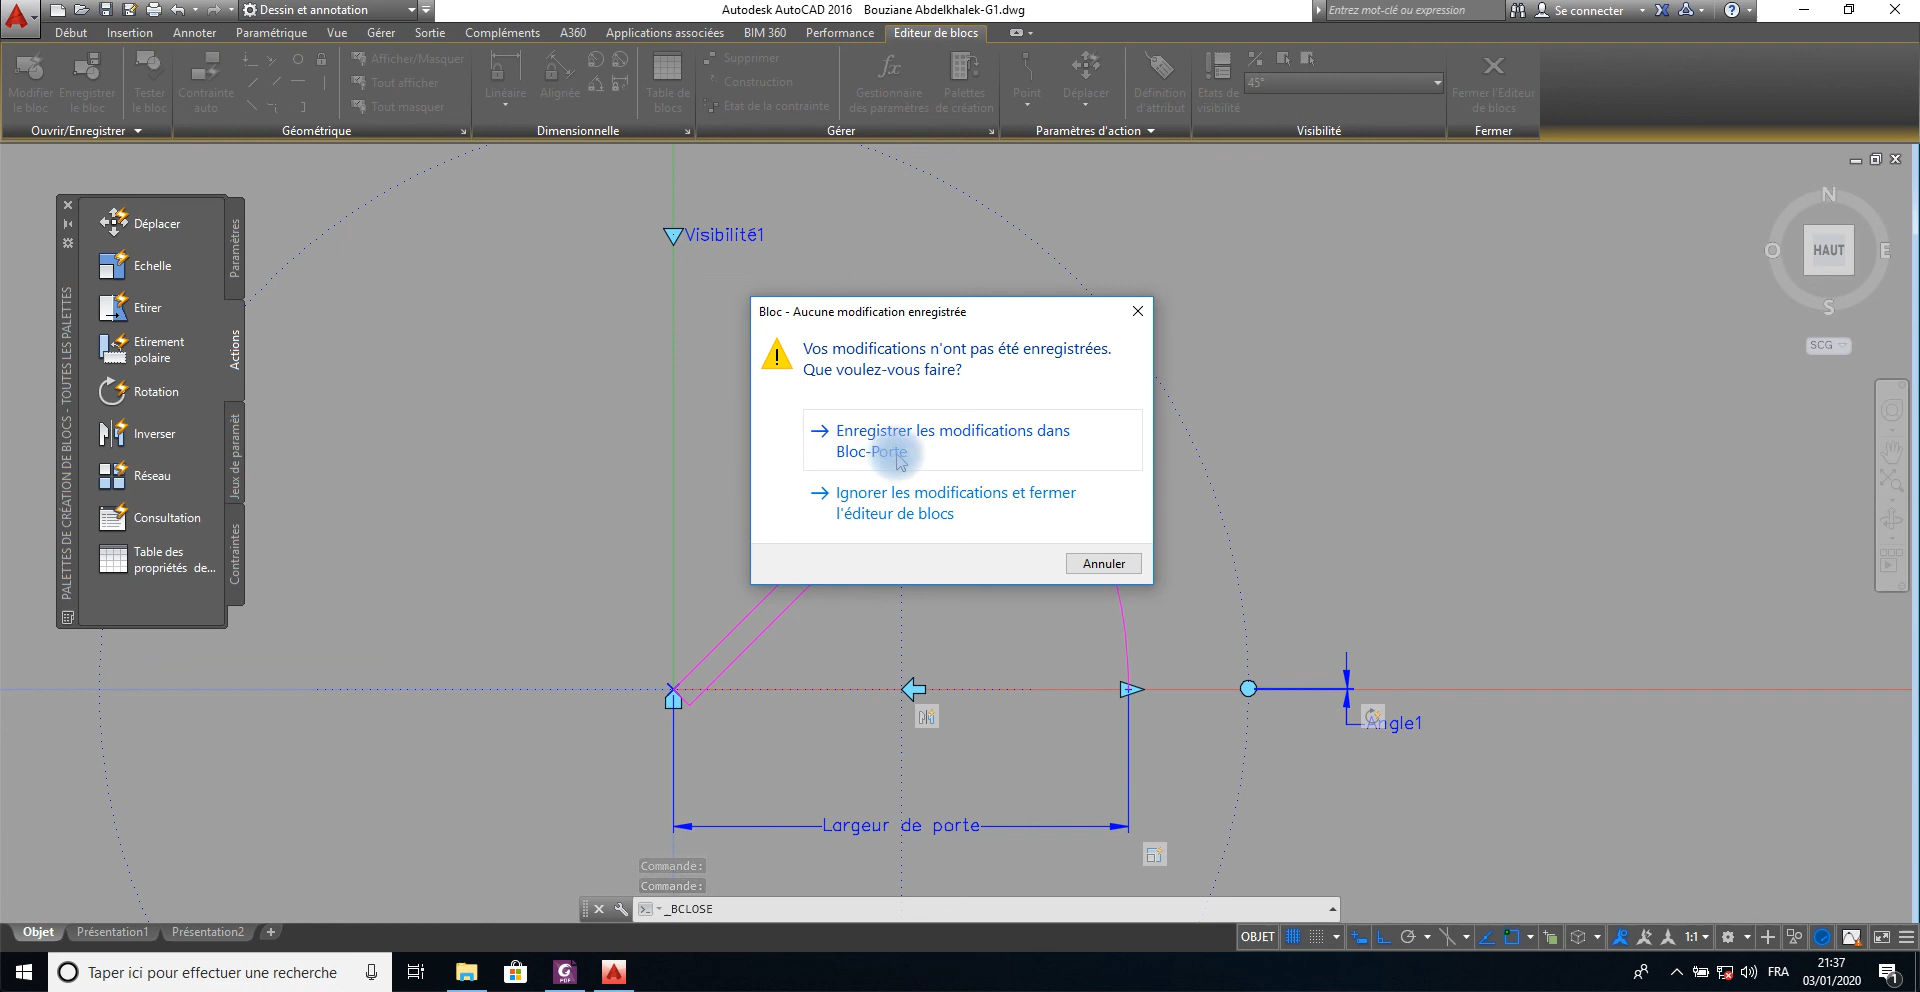 Dessin et annotation
Autodesk AutoCAD 2016 Bouziane Abdelkhalek-G1.dwg
Entrez mot-clé ou expression
Se connecter
Début Insertion Annoter Paramétrique Vue Gérer Sortie Compléments A360 Applications associées BIM 360 Performance Editeur de blocs
Modifier le bloc
Enregistrer le bloc
Tester le bloc
Contrainte auto
Afficher/Masquer
Tout afficher
Tout masquer
Linéaire
Alignée
Table de blocs
Supprimer
Construction
Etat de la contrainte
Gestionnaire des paramètres
Palettes de création
Point
Déplacer
Définition d'attribut
Etats de visibilité
45°
Fermer l'Editeur de blocs
Ouvrir/Enregistrer Géométrique Dimensionnelle Gérer Paramètres d'action Visibilité Fermer
PALETTES DE CRÉATION DE BLOCS - TOUTES LES PALETTES
Déplacer
Echelle
Etirer
Etirement
polaire
Rotation
Inverser
Réseau
Consultation
Table des
propriétés de...
Paramètres
Actions
Jeux de paramèt
Contraintes
Visibilité1
Bloc - Aucune modification enregistrée
Vos modifications n'ont pas été enregistrées.
Que voulez-vous faire?
Enregistrer les modifications dans
Bloc-Porte
Ignorer les modifications et fermer
l'éditeur de blocs
Annuler
N
O HAUT E
S
SCG
Angle1
Largeur de porte
Commande:
Commande:
_BCLOSE
Objet Présentation1 Présentation2 +
OBJET 1:1
Taper ici pour effectuer une recherche
PDF
FRA
21:37
03/01/2020
1